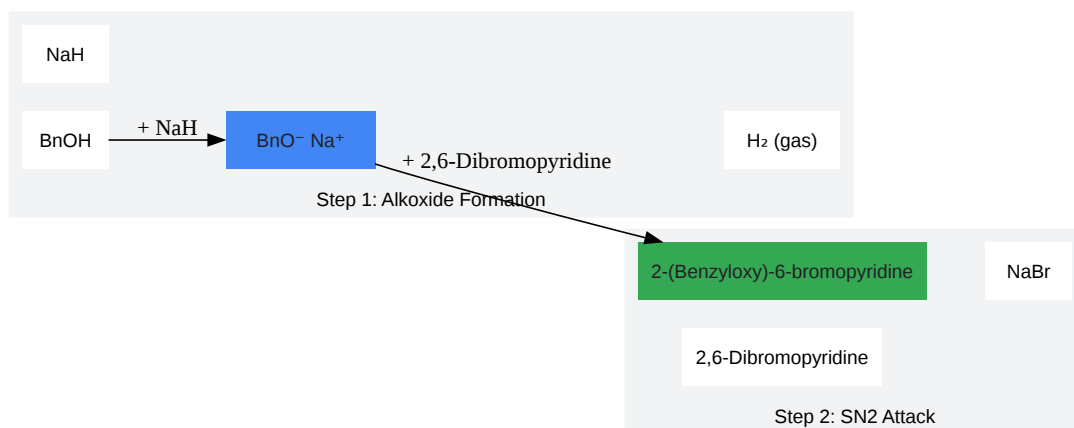 NaH
BnOH
+ NaH
BnO⁻ Na⁺
+ 2,6-Dibromopyridine
H₂ (gas)
Step 1: Alkoxide Formation
2-(Benzyloxy)-6-bromopyridine
NaBr
2,6-Dibromopyridine
Step 2: SN2 Attack